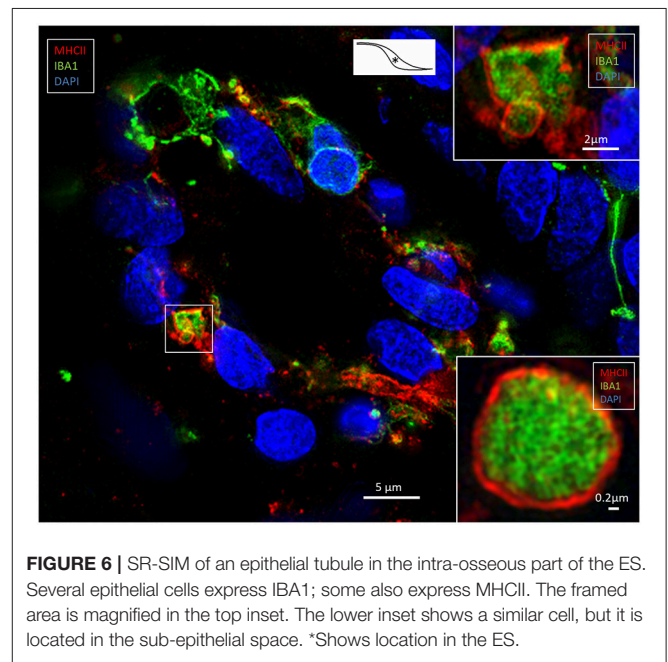 MHCII
IBA1
DAPI
*
MHCII
IBA1
DAPI
2µm
MHCII
IBA1
DAPI
0.2µm
5 µm
FIGURE 6 | SR-SIM of an epithelial tubule in the intra-osseous part of the ES.
Several epithelial cells express IBA1; some also express MHCII. The framed
area is magnified in the top inset. The lower inset shows a similar cell, but it is
located in the sub-epithelial space. *Shows location in the ES.